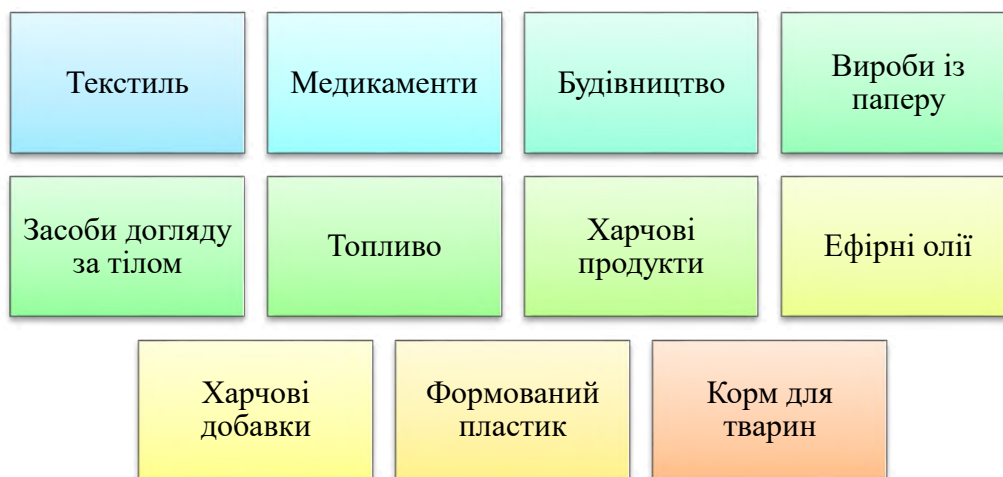 Текстиль
Медикаменти
Будівництво
Вироби із
паперу
Засоби догляду
за тілом
Топливо
Харчові
продукти
Ефірні олії
Харчові
добавки
Формований
пластик
Корм для
тварин